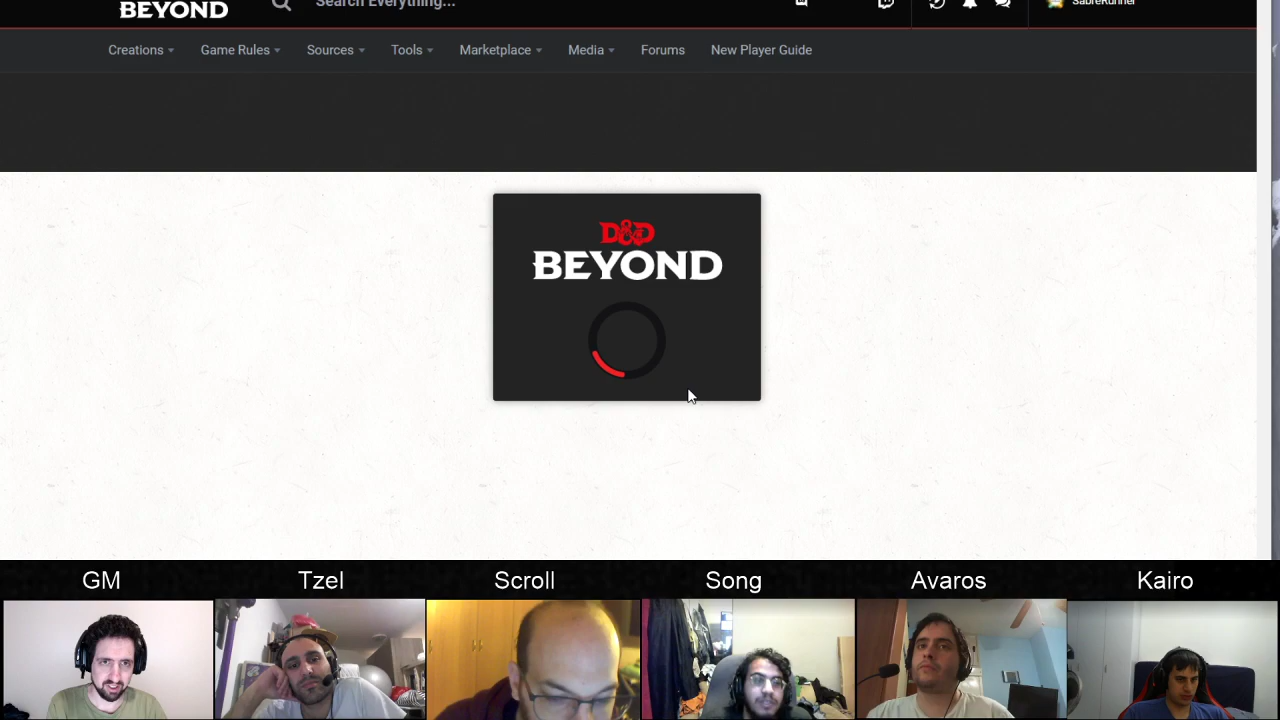 BEYOND
Search Everything...
SabreRunner
Creations Game Rules Sources Tools Marketplace Media Forums New Player Guide
D&D
BEYOND
GM Tzel Scroll Song Avaros Kairo